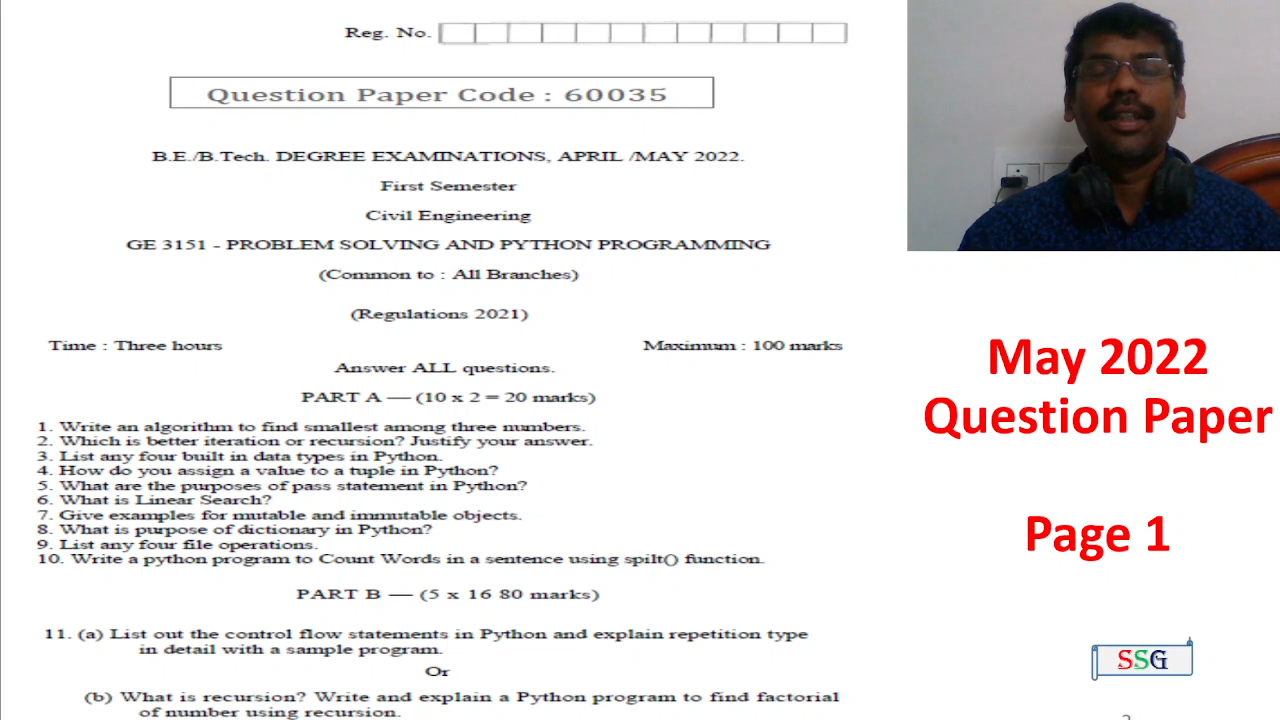 Reg. No.
Question Paper Code : 60035
B.E./B.Tech. DEGREE EXAMINATIONS, APRIL /MAY 2022.
First Semester
Civil Engineering
GE 3151 - PROBLEM SOLVING AND PYTHON PROGRAMMING
(Common to : All Branches)
(Regulations 2021)
Time : Three hours Maximum : 100 marks
Answer ALL questions.
PART A — (10 x 2 = 20 marks)
1. Write an algorithm to find smallest among three numbers.
2. Which is better iteration or recursion? Justify your answer.
3. List any four built in data types in Python.
4. How do you assign a value to a tuple in Python?
5. What are the purposes of pass statement in Python?
6. What is Linear Search?
7. Give examples for mutable and immutable objects.
8. What is purpose of dictionary in Python?
9. List any four file operations.
10. Write a python program to Count Words in a sentence using spilt() function.
PART B — (5 x 16 80 marks)
11. (a) List out the control flow statements in Python and explain repetition type
in detail with a sample program.
Or
(b) What is recursion? Write and explain a Python program to find factorial
of number using recursion.
May 2022
Question Paper
Page 1
SSG